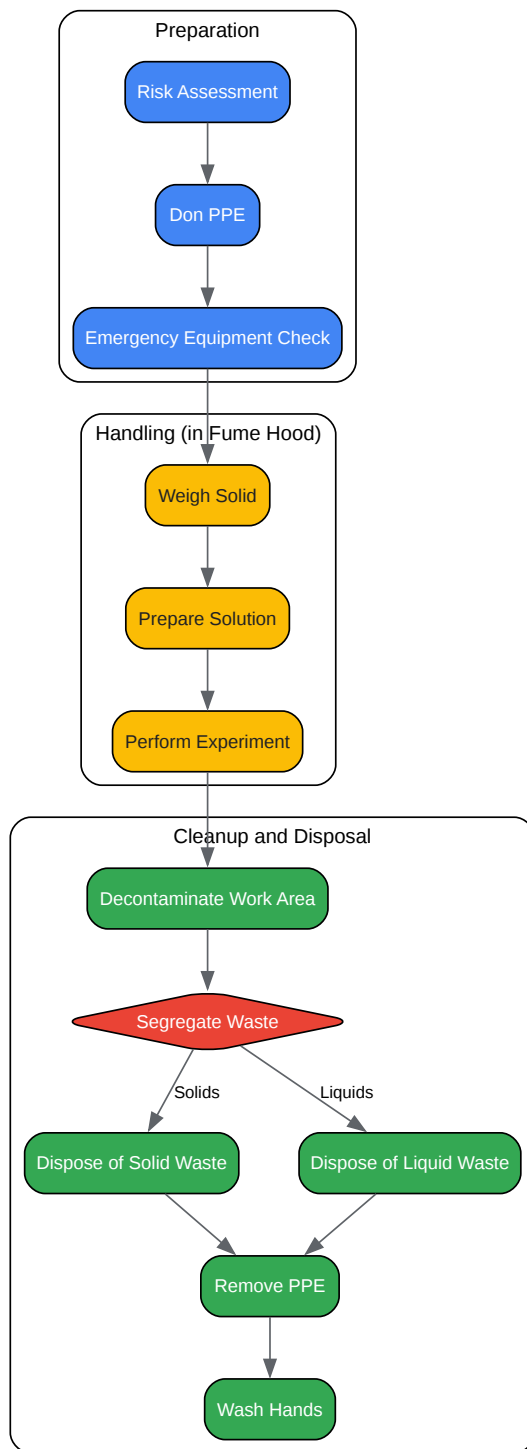 Preparation
Risk Assessment
Don PPE
Emergency Equipment Check
Handling (in Fume Hood)
Weigh Solid
Prepare Solution
Perform Experiment
Cleanup and Disposal
Decontaminate Work Area
Segregate Waste
Solids
Liquids
Dispose of Solid Waste
Dispose of Liquid Waste
Remove PPE
Wash Hands